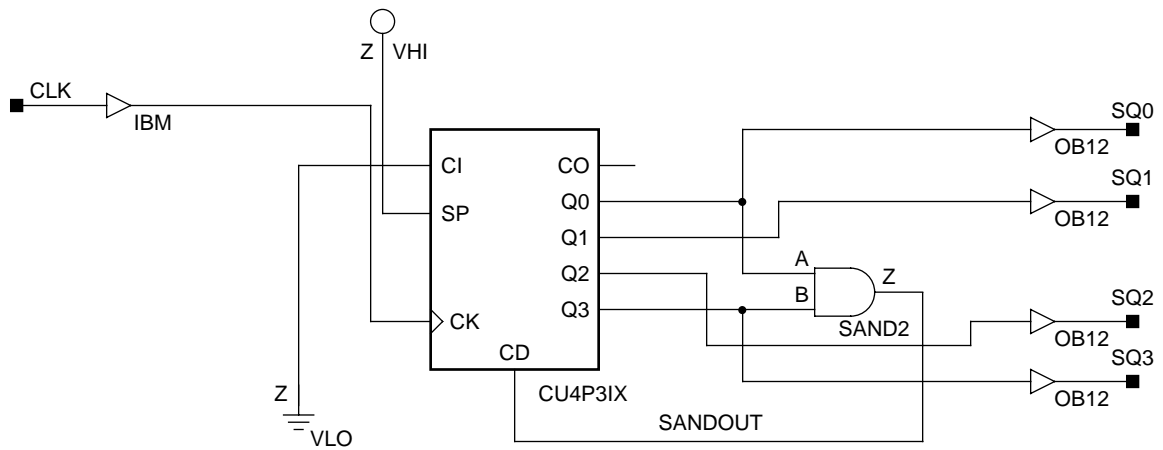 Z VHI
CLK
IBM
SQ0
OB12
CI
CO
SQ1
Q0
OB12
SP
Q1
A
Q2
Z
B
SQ2
Q3
CK
SAND2
OB12
CD
SQ3
Z
CU4P3IX
OB12
SANDOUT
VLO